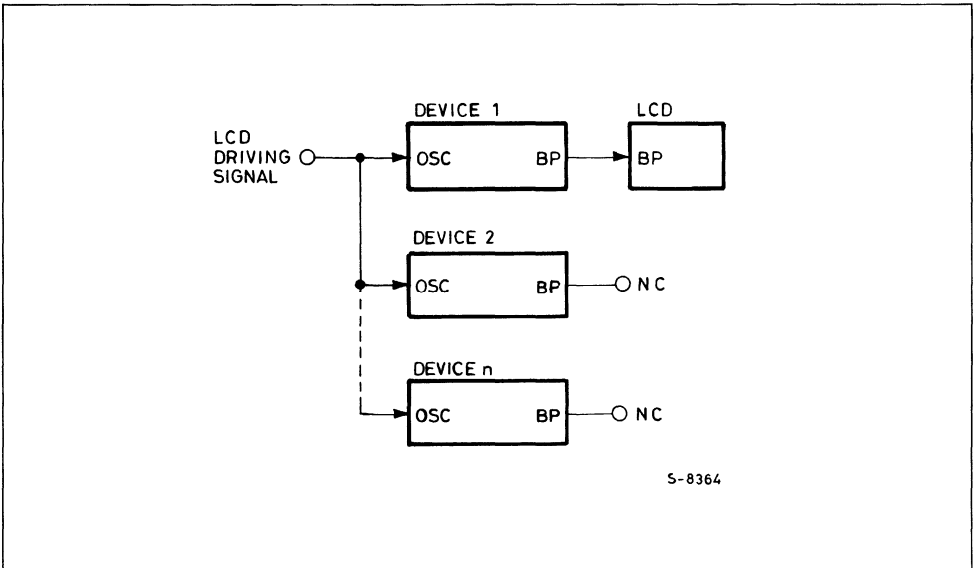 DEVICE 1
LCD
LCD
DRIVING
SIGNAL
OSC
BP
BP
DEVICE 2
OSC
BP
NC
DEVICE n
OSC
BP
NC
S-8364